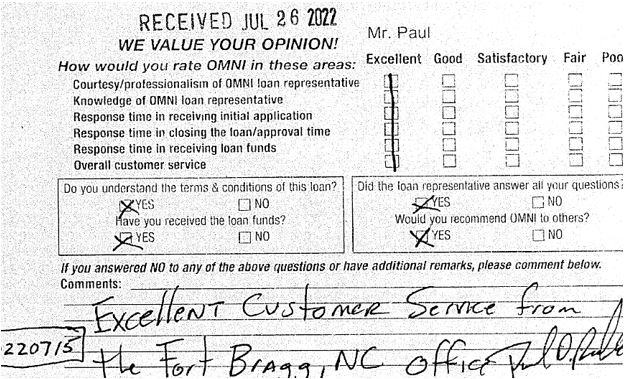 RECEIVED JUL 26 2022
Mr. Paul
WE VALUE YOUR OPINION!
How would you rate OMNI in these areas: Excellent Good Satisfactory Fair Poo
Courtesy/professionalism of OMNI loan representative
Knowledge of OMNI loan representative
Response time in receiving initial application
Response time in closing the loan/approval time
Response time in receiving loan funds
Overall customer service
Do you understand the terms & conditions of this loan?
YES NO
Have you received the loan funds?
YES NO
Did the loan representative answer all your questions?
YES NO
Would you recommend OMNI to others?
YES NO
If you answered NO to any of the above questions or have additional remarks, please comment below.
Comments:
Excellent Customer Service from
the Fort Bragg, NC office
220715